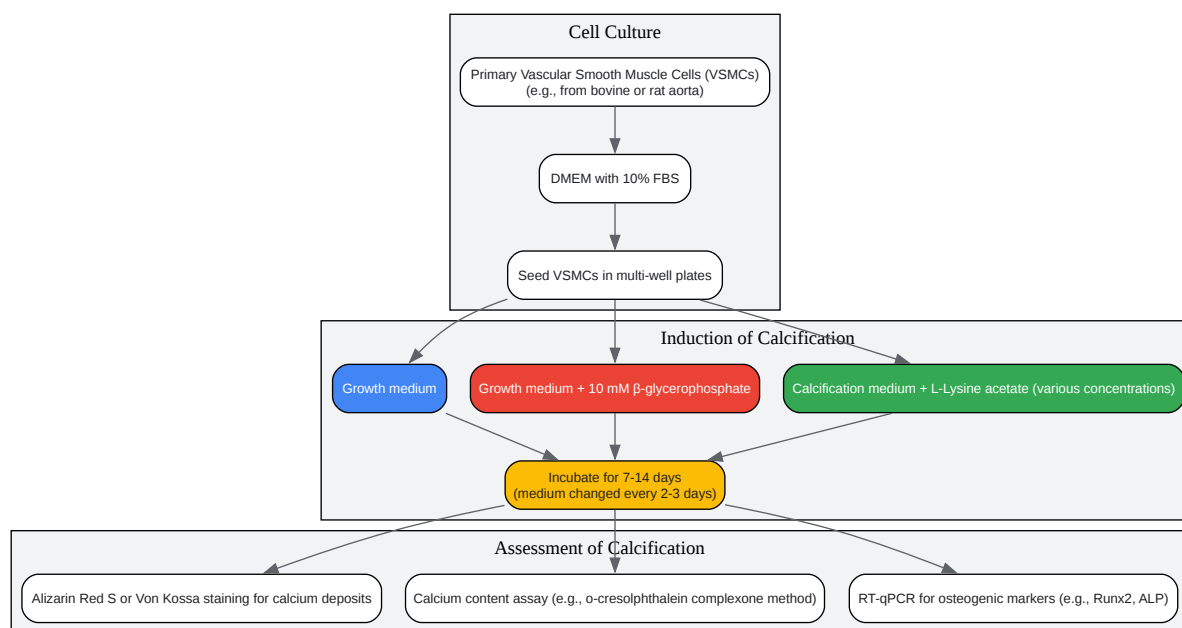 Cell Culture
Primary Vascular Smooth Muscle Cells (VSMCs)
(e.g., from bovine or rat aorta)
DMEM with 10% FBS
Seed VSMCs in multi-well plates
Induction of Calcification
Growth medium
Growth medium + 10 mM β-glycerophosphate
Calcification medium + L-Lysine acetate (various concentrations)
Incubate for 7-14 days
(medium changed every 2-3 days)
Assessment of Calcification
Alizarin Red S or Von Kossa staining for calcium deposits
Calcium content assay (e.g., o-cresolphthalein complexone method)
RT-qPCR for osteogenic markers (e.g., Runx2, ALP)